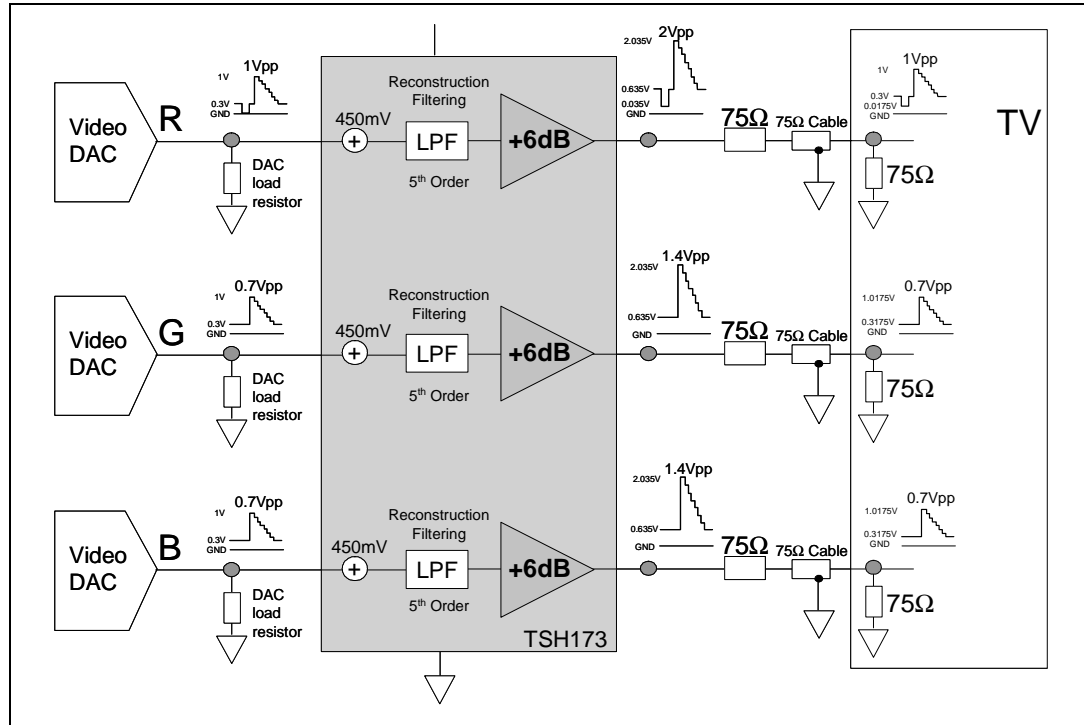 1Vpp
1V
0.3V
GND
Video
DAC
R
DAC
load
resistor
450mV
+
Reconstruction
Filtering
LPF
5th Order
+6dB
2Vpp
2.035V
0.635V
0.035V
GND
75Ω
75Ω Cable
1Vpp
1V
0.3V
0.0175V
GND
75Ω
TV
0.7Vpp
1V
0.3V
GND
Video
DAC
G
DAC
load
resistor
450mV
+
Reconstruction
Filtering
LPF
5th Order
+6dB
1.4Vpp
2.035V
0.635V
GND
75Ω
75Ω Cable
0.7Vpp
1.0175V
0.3175V
GND
75Ω
0.7Vpp
1V
0.3V
GND
Video
DAC
B
DAC
load
resistor
450mV
+
Reconstruction
Filtering
LPF
5th Order
+6dB
1.4Vpp
2.035V
0.635V
GND
75Ω
75Ω Cable
0.7Vpp
1.0175V
0.3175V
GND
75Ω
TSH173